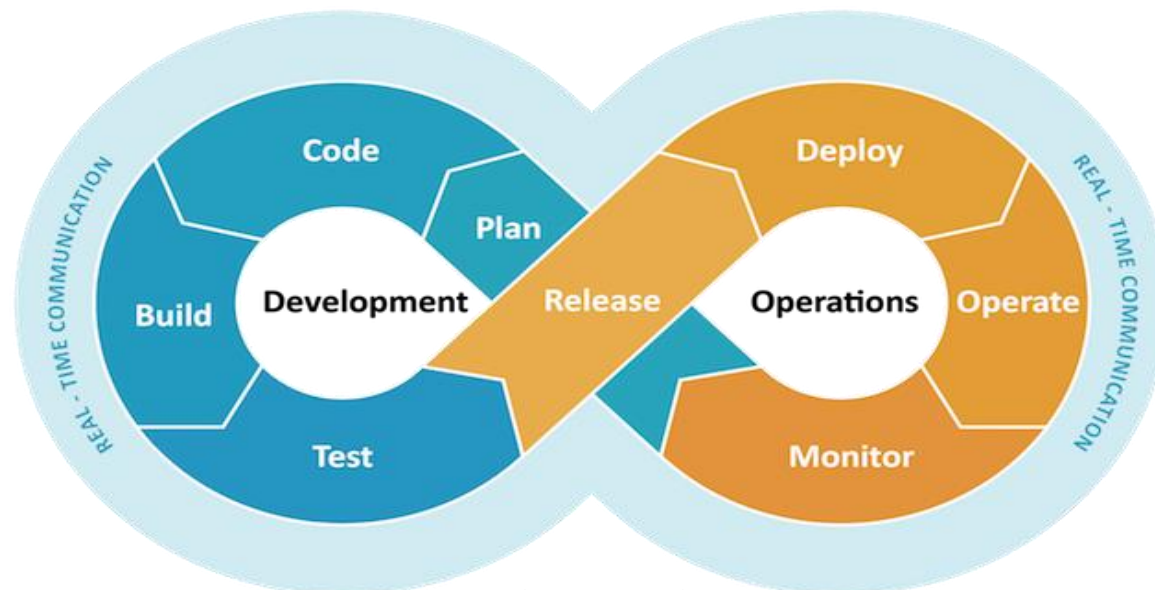 Code
Deploy
REAL - TIME COMMUNICATION
REAL - TIME COMMUNICATION
Plan
Development
Release
Operations
Operate
Build
Test
Monitor